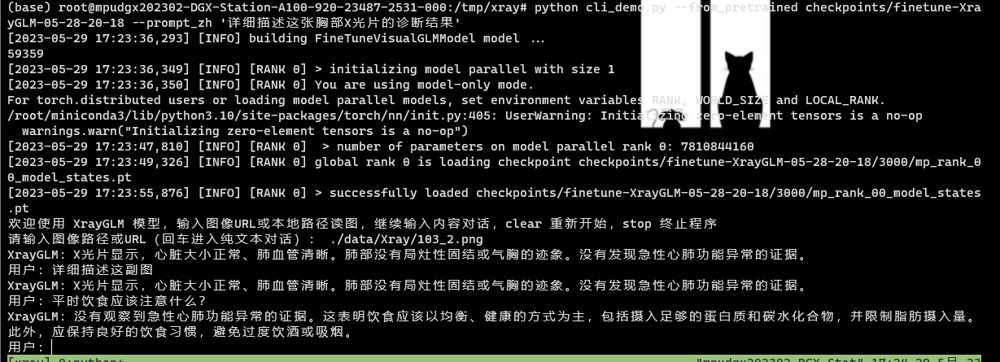 (base) root@mpudgx202302-DGX-Station-A100-920-23487-2531-000:/tmp/xray# python cli_demo.py --from_pretrained checkpoints/finetune-Xra
yGLM-05-28-20-18 --prompt_zh '详细描述这张胸部X光片的诊断结果'
[2023-05-29 17:23:36,293] [INFO] building FineTuneVisualGLMModel model ...
59359
[2023-05-29 17:23:36,349] [INFO] [RANK 0] > initializing model parallel with size 1
[2023-05-29 17:23:36,350] [INFO] [RANK 0] You are using model-only mode.
For torch.distributed users or loading model parallel models, set environment variables RANK, WORLD_SIZE and LOCAL_RANK.
/root/miniconda3/lib/python3.10/site-packages/torch/nn/init.py:405: UserWarning: Initializing zero-element tensors is a no-op
  warnings.warn("Initializing zero-element tensors is a no-op")
[2023-05-29 17:23:47,810] [INFO] [RANK 0]  > number of parameters on model parallel rank 0: 7810844160
[2023-05-29 17:23:49,326] [INFO] [RANK 0] global rank 0 is loading checkpoint checkpoints/finetune-XrayGLM-05-28-20-18/3000/mp_rank_0
0_model_states.pt
[2023-05-29 17:23:55,876] [INFO] [RANK 0] > successfully loaded checkpoints/finetune-XrayGLM-05-28-20-18/3000/mp_rank_00_model_states
.pt
欢迎使用 XrayGLM 模型，输入图像URL或本地路径读图，继续输入内容对话，clear 重新开始，stop 终止程序
请输入图像路径或URL（回车进入纯文本对话）： ./data/Xray/103_2.png
XrayGLM：X光片显示，心脏大小正常、肺血管清晰。肺部没有局灶性固结或气胸的迹象。没有发现急性心肺功能异常的证据。
用户：详细描述这副图
XrayGLM：X光片显示，心脏大小正常、肺血管清晰。肺部没有局灶性固结或气胸的迹象。没有发现急性心肺功能异常的证据。
用户：平时饮食应该注意什么？
XrayGLM：没有观察到急性心肺功能异常的证据。这表明饮食应该以均衡、健康的方式为主，包括摄入足够的蛋白质和碳水化合物，并限制脂肪摄入量。
此外，应保持良好的饮食习惯，避免过度饮酒或吸烟。
用户：
[xray] 0:python* "mpudgx202302-DGX-Stat" 17:24 29-5月-23